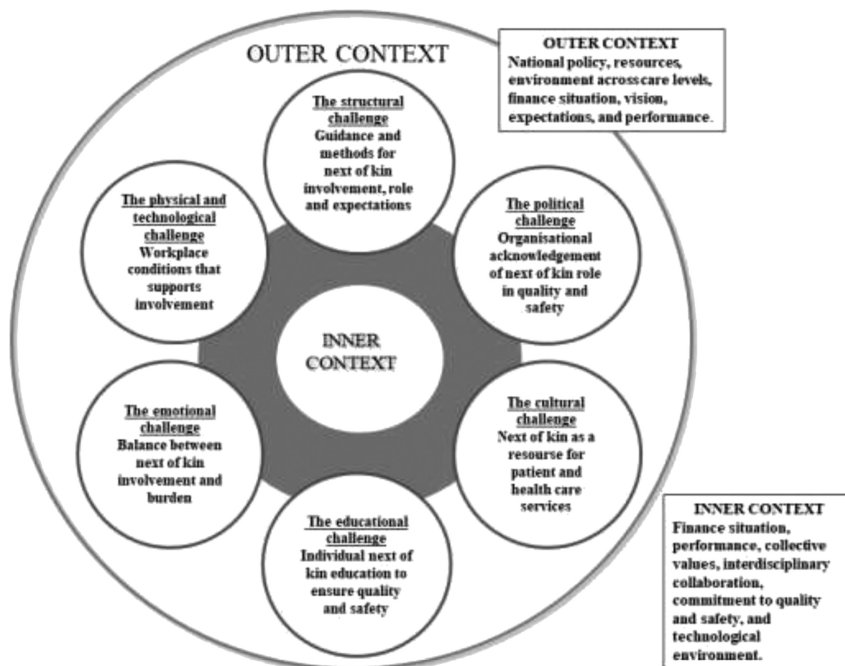 OUTER CONTEXT
OUTER CONTEXT
National policy, resources,
environment acrosscare levels,
finance situation, vision,
expectations, and performance.
The structural
challenge
Guidance and
methods for
next of kin
involvement, role
and expectations
The physical and
technological
challenge
Workplace
conditions that
supports
involvement
The political
challenge
Organisational
acknowledgement
of next of kin role
in quality and
safety
INNER
CONTEXT
The emotional
challenge
Balance between
next of kin
involvement and
burden
The cultural
challenge
Next of kin as a
resourse for
patient and
health care
services
The educational
challenge
Individual next of
kin education to
ensure quality
and safety
INNER CONTEXT
Finance situation,
performance, collective
values, interdisciplinary
collaboration,
commitment to quality
and safety, and
technological
environment.